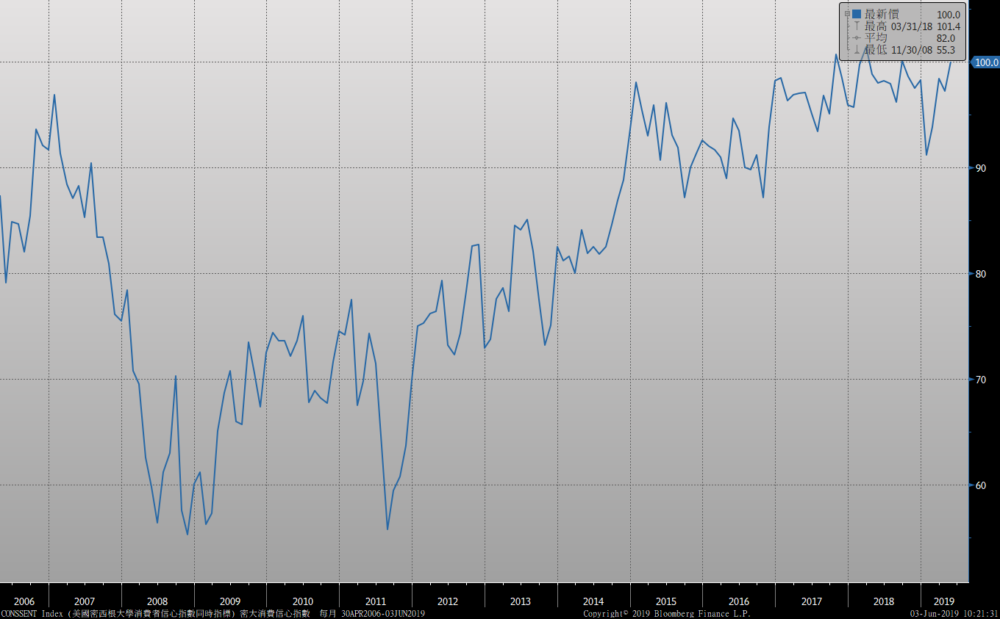 最新價 100.0
最高 03/31/18 101.4
平均 82.0
最低 11/30/08 55.3
100.0
90
80
70
60
2006 2007 2008 2009 2010 2011 2012 2013 2014 2015 2016 2017 2018 2019
CONSSENT Index (美國密西根大學消費者信心指數同時指標) 密大消費信心指數 每月 30APR2006-03JUN2019 Copyright© 2019 Bloomberg Finance L.P. 03-Jun-2019 10:21:31